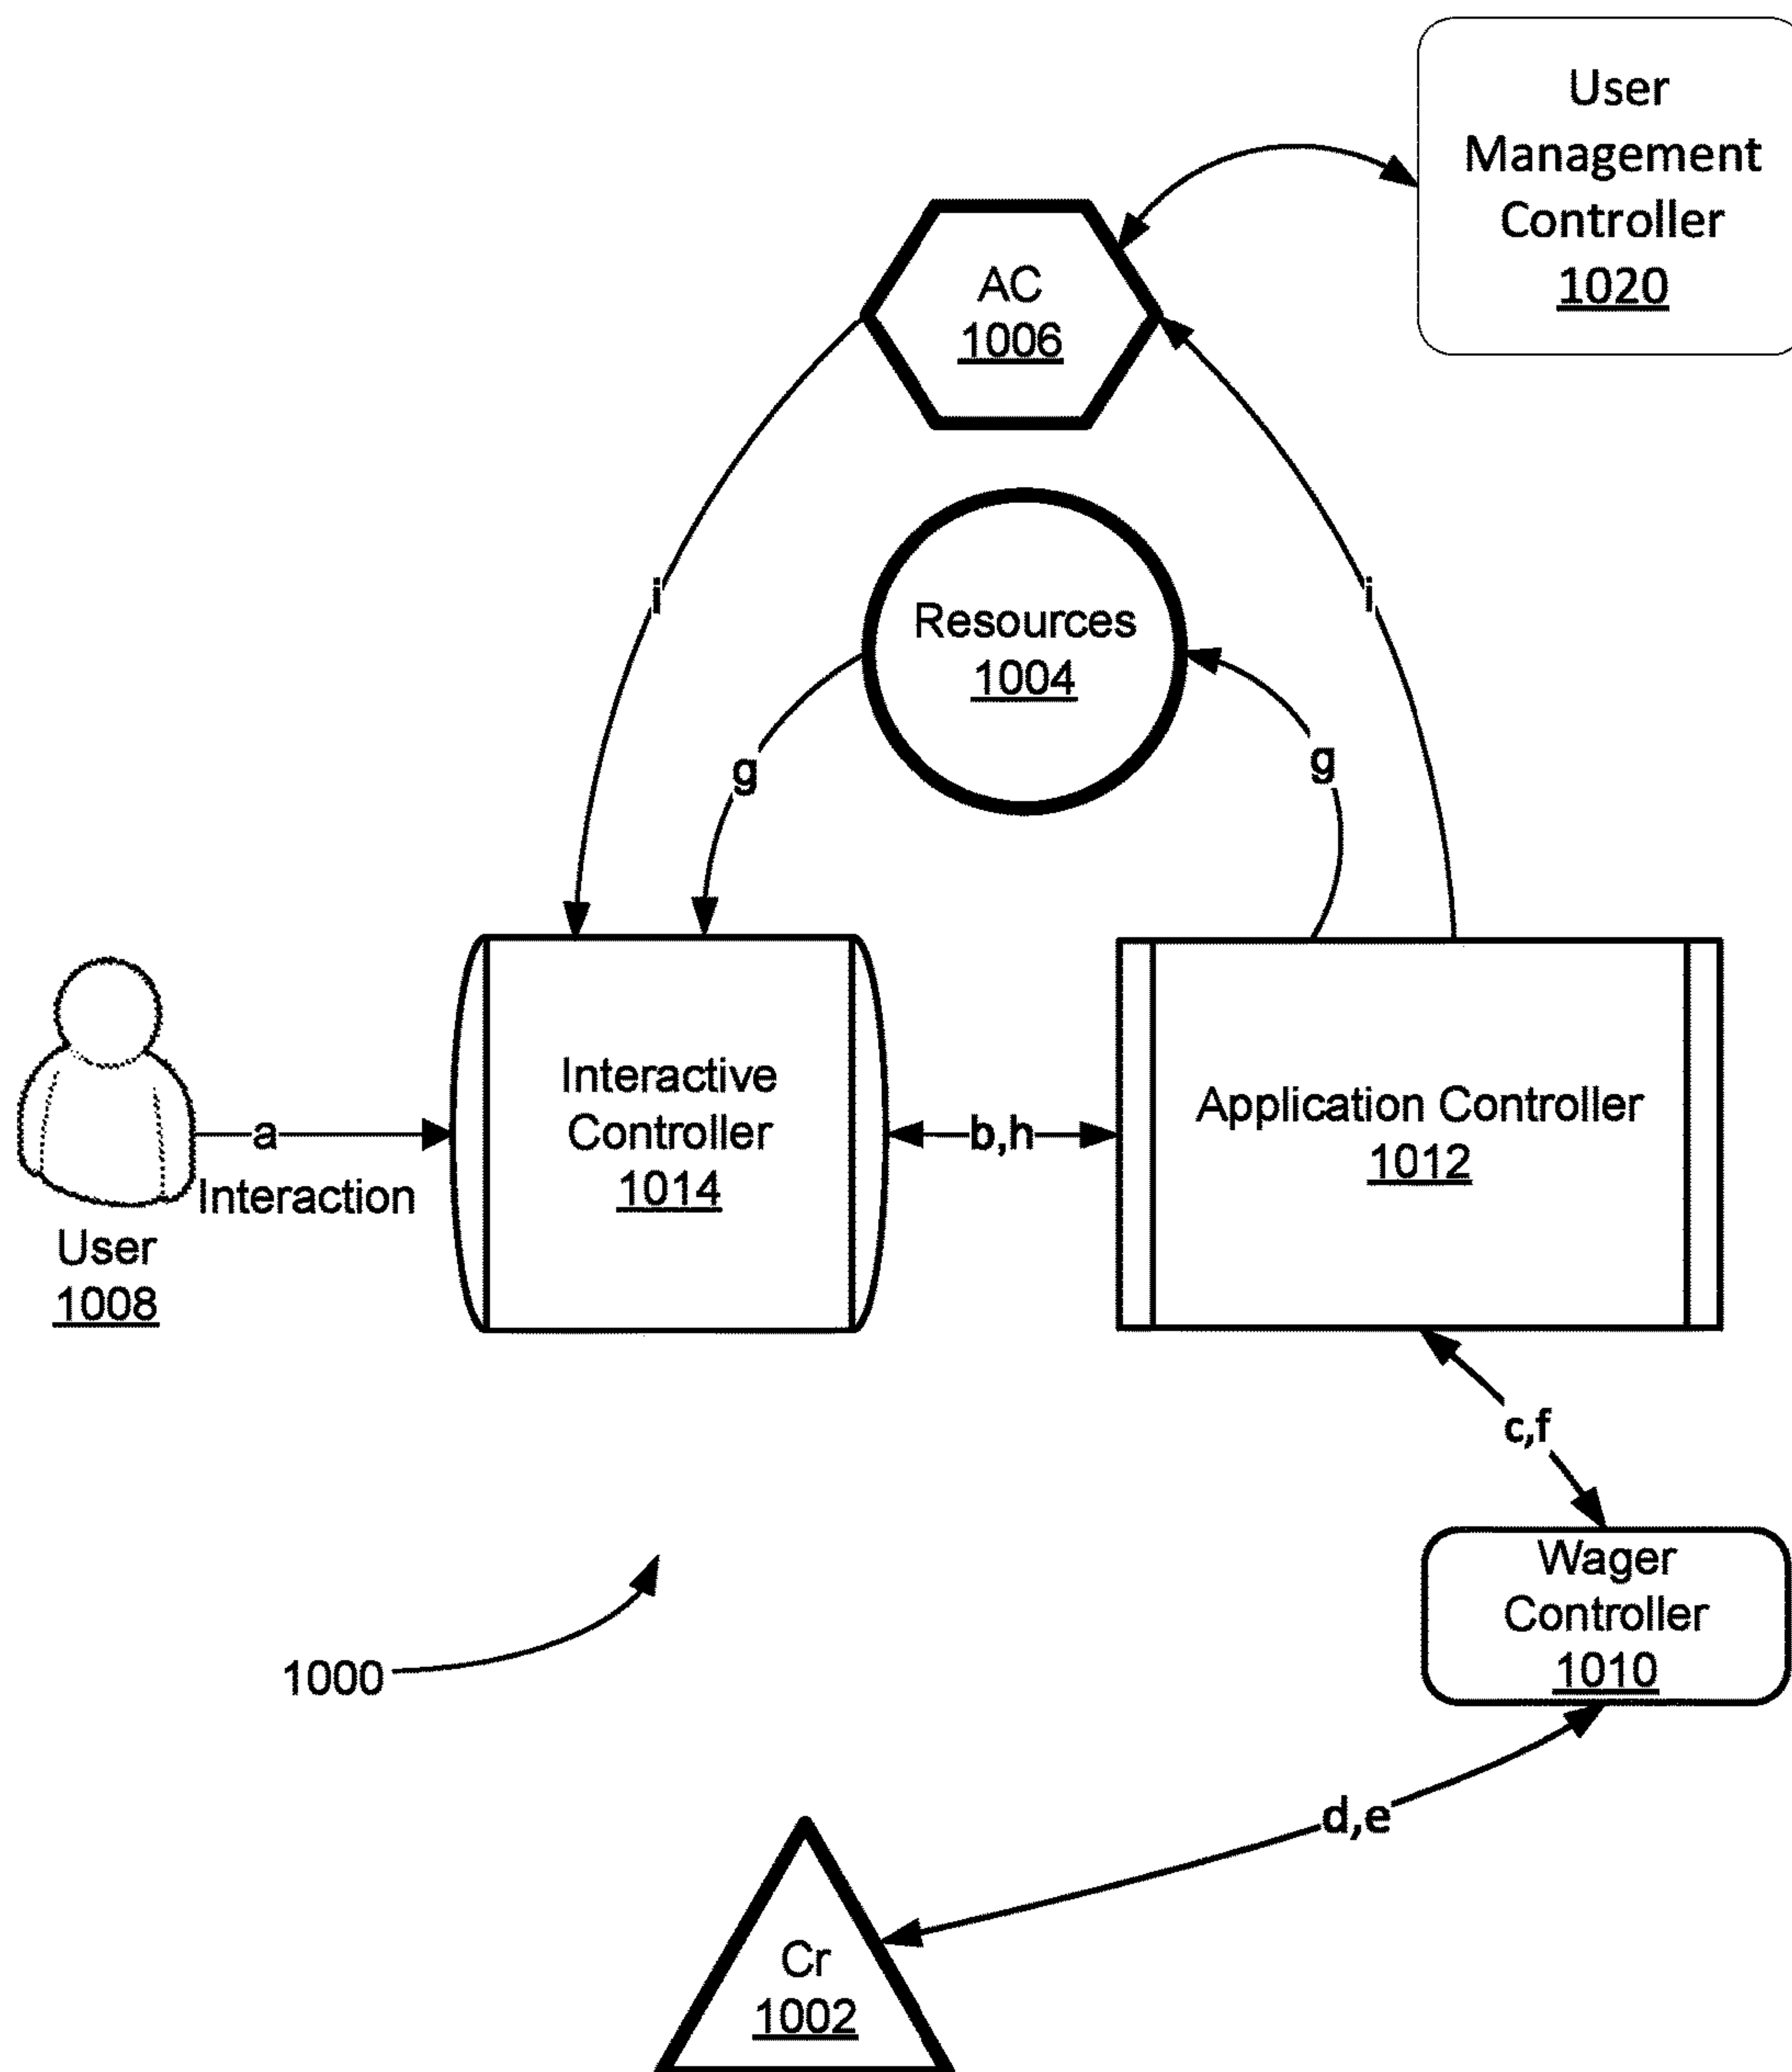 User
Management
Controller
1020
AC
1006
i
i
Resources
1004
g
g
Interactive
Controller
1014
Application Controller
1012
a
Interaction
b,h
User
1008
c,f
Wager
Controller
1010
1000
d,e
Cr
1002